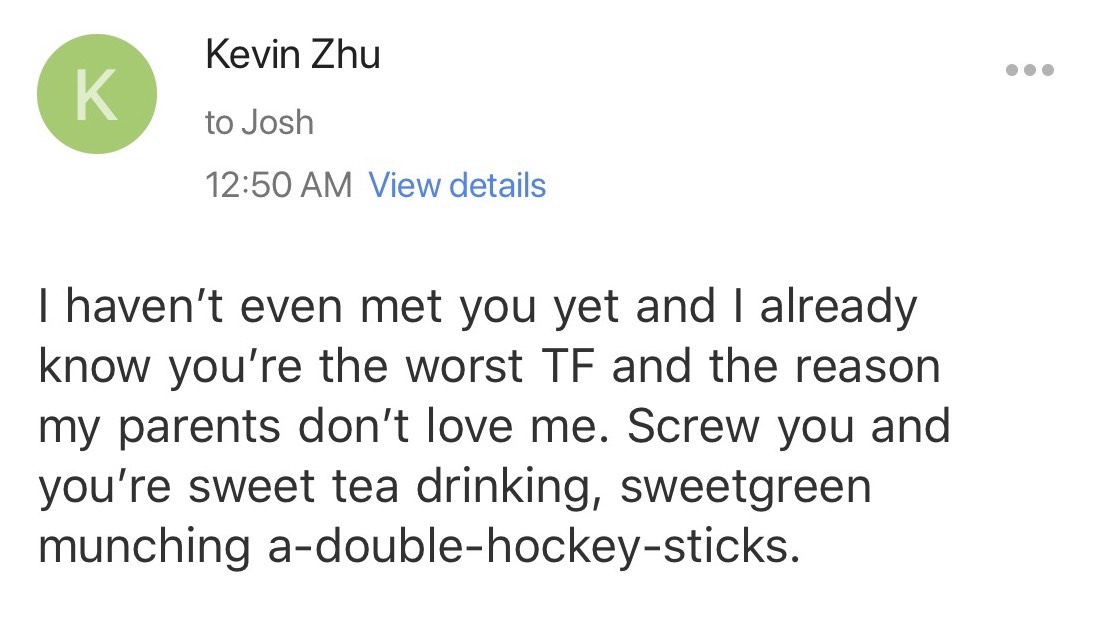 K
Kevin Zhu
to Josh
12:50 AM View details
I haven’t even met you yet and I already
know you’re the worst TF and the reason
my parents don’t love me. Screw you and
you’re sweet tea drinking, sweetgreen
munching a-double-hockey-sticks.